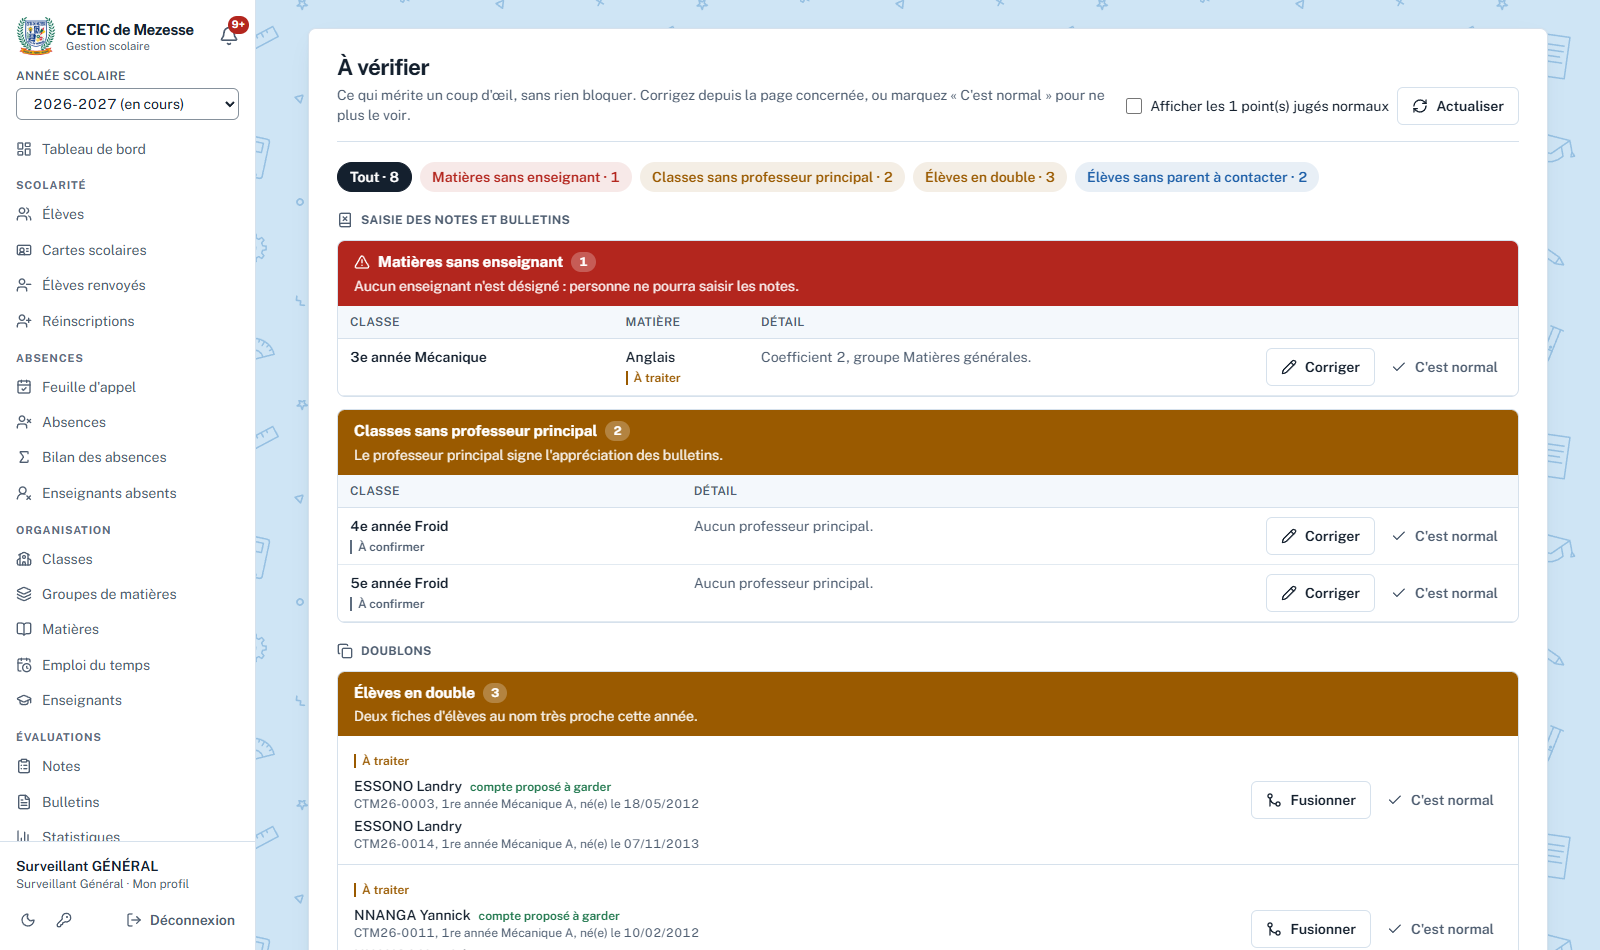 CETIC de Mezesse
Gestion scolaire
9+
ANNÉE SCOLAIRE
2026-2027 (en cours)
Tableau de bord
SCOLARITÉ
Élèves
Cartes scolaires
Élèves renvoyés
Réinscriptions
ABSENCES
Feuille d'appel
Absences
Bilan des absences
Enseignants absents
ORGANISATION
Classes
Groupes de matières
Matières
Emploi du temps
Enseignants
ÉVALUATIONS
Notes
Bulletins
Statistiques
Surveillant GÉNÉRAL
Surveillant Général · Mon profil
Déconnexion
À vérifier
Ce qui mérite un coup d'œil, sans rien bloquer. Corrigez depuis la page concernée, ou marquez « C'est normal » pour ne
plus le voir.
Afficher les 1 point(s) jugés normaux
Actualiser
Tout · 8
Matières sans enseignant · 1
Classes sans professeur principal · 2
Élèves en double · 3
Élèves sans parent à contacter · 2
SAISIE DES NOTES ET BULLETINS
Matières sans enseignant 1
Aucun enseignant n'est désigné : personne ne pourra saisir les notes.
CLASSE MATIÈRE DÉTAIL
3e année Mécanique Anglais Coefficient 2, groupe Matières générales. Corriger C'est normal
À traiter
Classes sans professeur principal 2
Le professeur principal signe l'appréciation des bulletins.
CLASSE DÉTAIL
4e année Froid Aucun professeur principal. Corriger C'est normal
À confirmer
5e année Froid Aucun professeur principal. Corriger C'est normal
À confirmer
DOUBLONS
Élèves en double 3
Deux fiches d'élèves au nom très proche cette année.
À traiter
ESSONO Landry compte proposé à garder
CTM26-0003, 1re année Mécanique A, né(e) le 18/05/2012
Fusionner C'est normal
ESSONO Landry
CTM26-0014, 1re année Mécanique A, né(e) le 07/11/2013
À traiter
NNANGA Yannick compte proposé à garder
CTM26-0011, 1re année Mécanique A, né(e) le 10/02/2012
Fusionner C'est normal